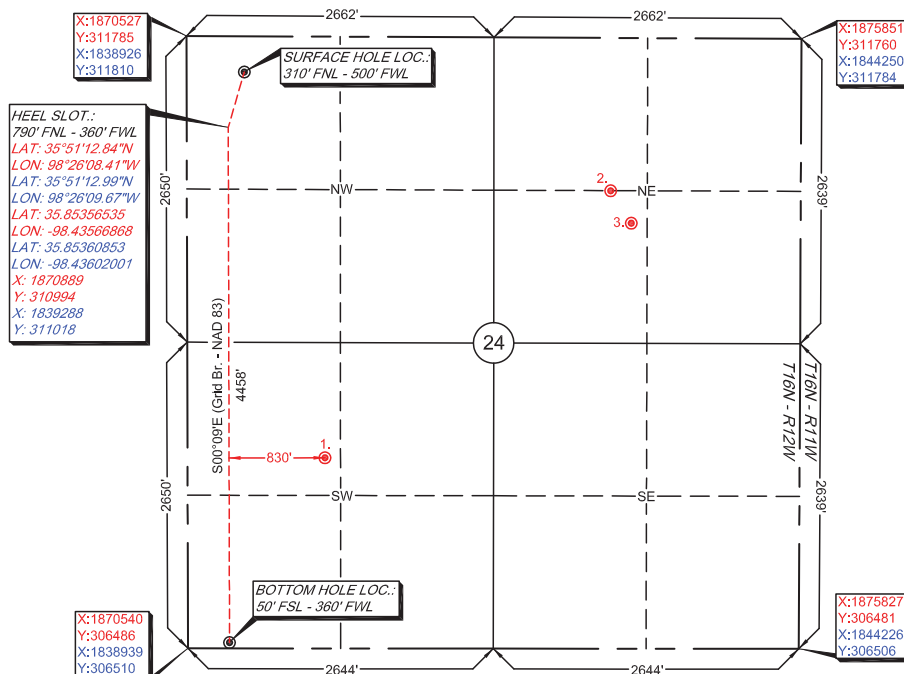 2662'
2662'
X:1870527
Y:311785
X:1838926
Y:311810
X:1875851
Y:311760
X:1844250
Y:311784
SURFACE HOLE LOC.:
310' FNL - 500' FWL
HEEL SLOT.:
790' FNL - 360' FWL
LAT: 35°51'12.84"N
LON: 98°26'08.41"W
LAT: 35°51'12.99"N
LON: 98°26'09.67"W
LAT: 35.85356535
LON: -98.43566868
LAT: 35.85360853
LON: -98.43602001
X: 1870889
Y: 310994
X: 1839288
Y: 311018
2650'
NW
2.
NE
2639'
3.
S00°09'E (Grid Br. - NAD 83)
4458'
24
T16N - R12W
T16N - R11W
830'
1.
2650'
SW
SE
2639'
BOTTOM HOLE LOC.:
50' FSL - 360' FWL
X:1870540
Y:306486
X:1838939
Y:306510
X:1875827
Y:306481
X:1844226
Y:306506
2644'
2644'